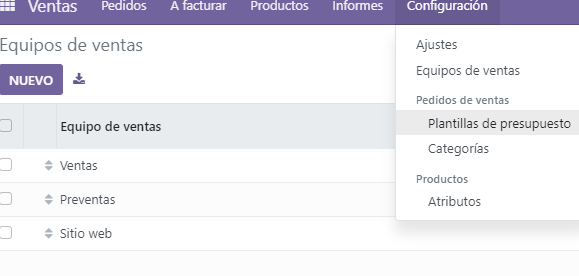 Ventas Pedidos A facturar Productos Informes Configuración
Equipos de ventas
NUEVO
Equipo de ventas
Ventas
Preventas
Sitio web
Ajustes
Equipos de ventas
Pedidos de ventas
Plantillas de presupuesto
Categorías
Productos
Atributos